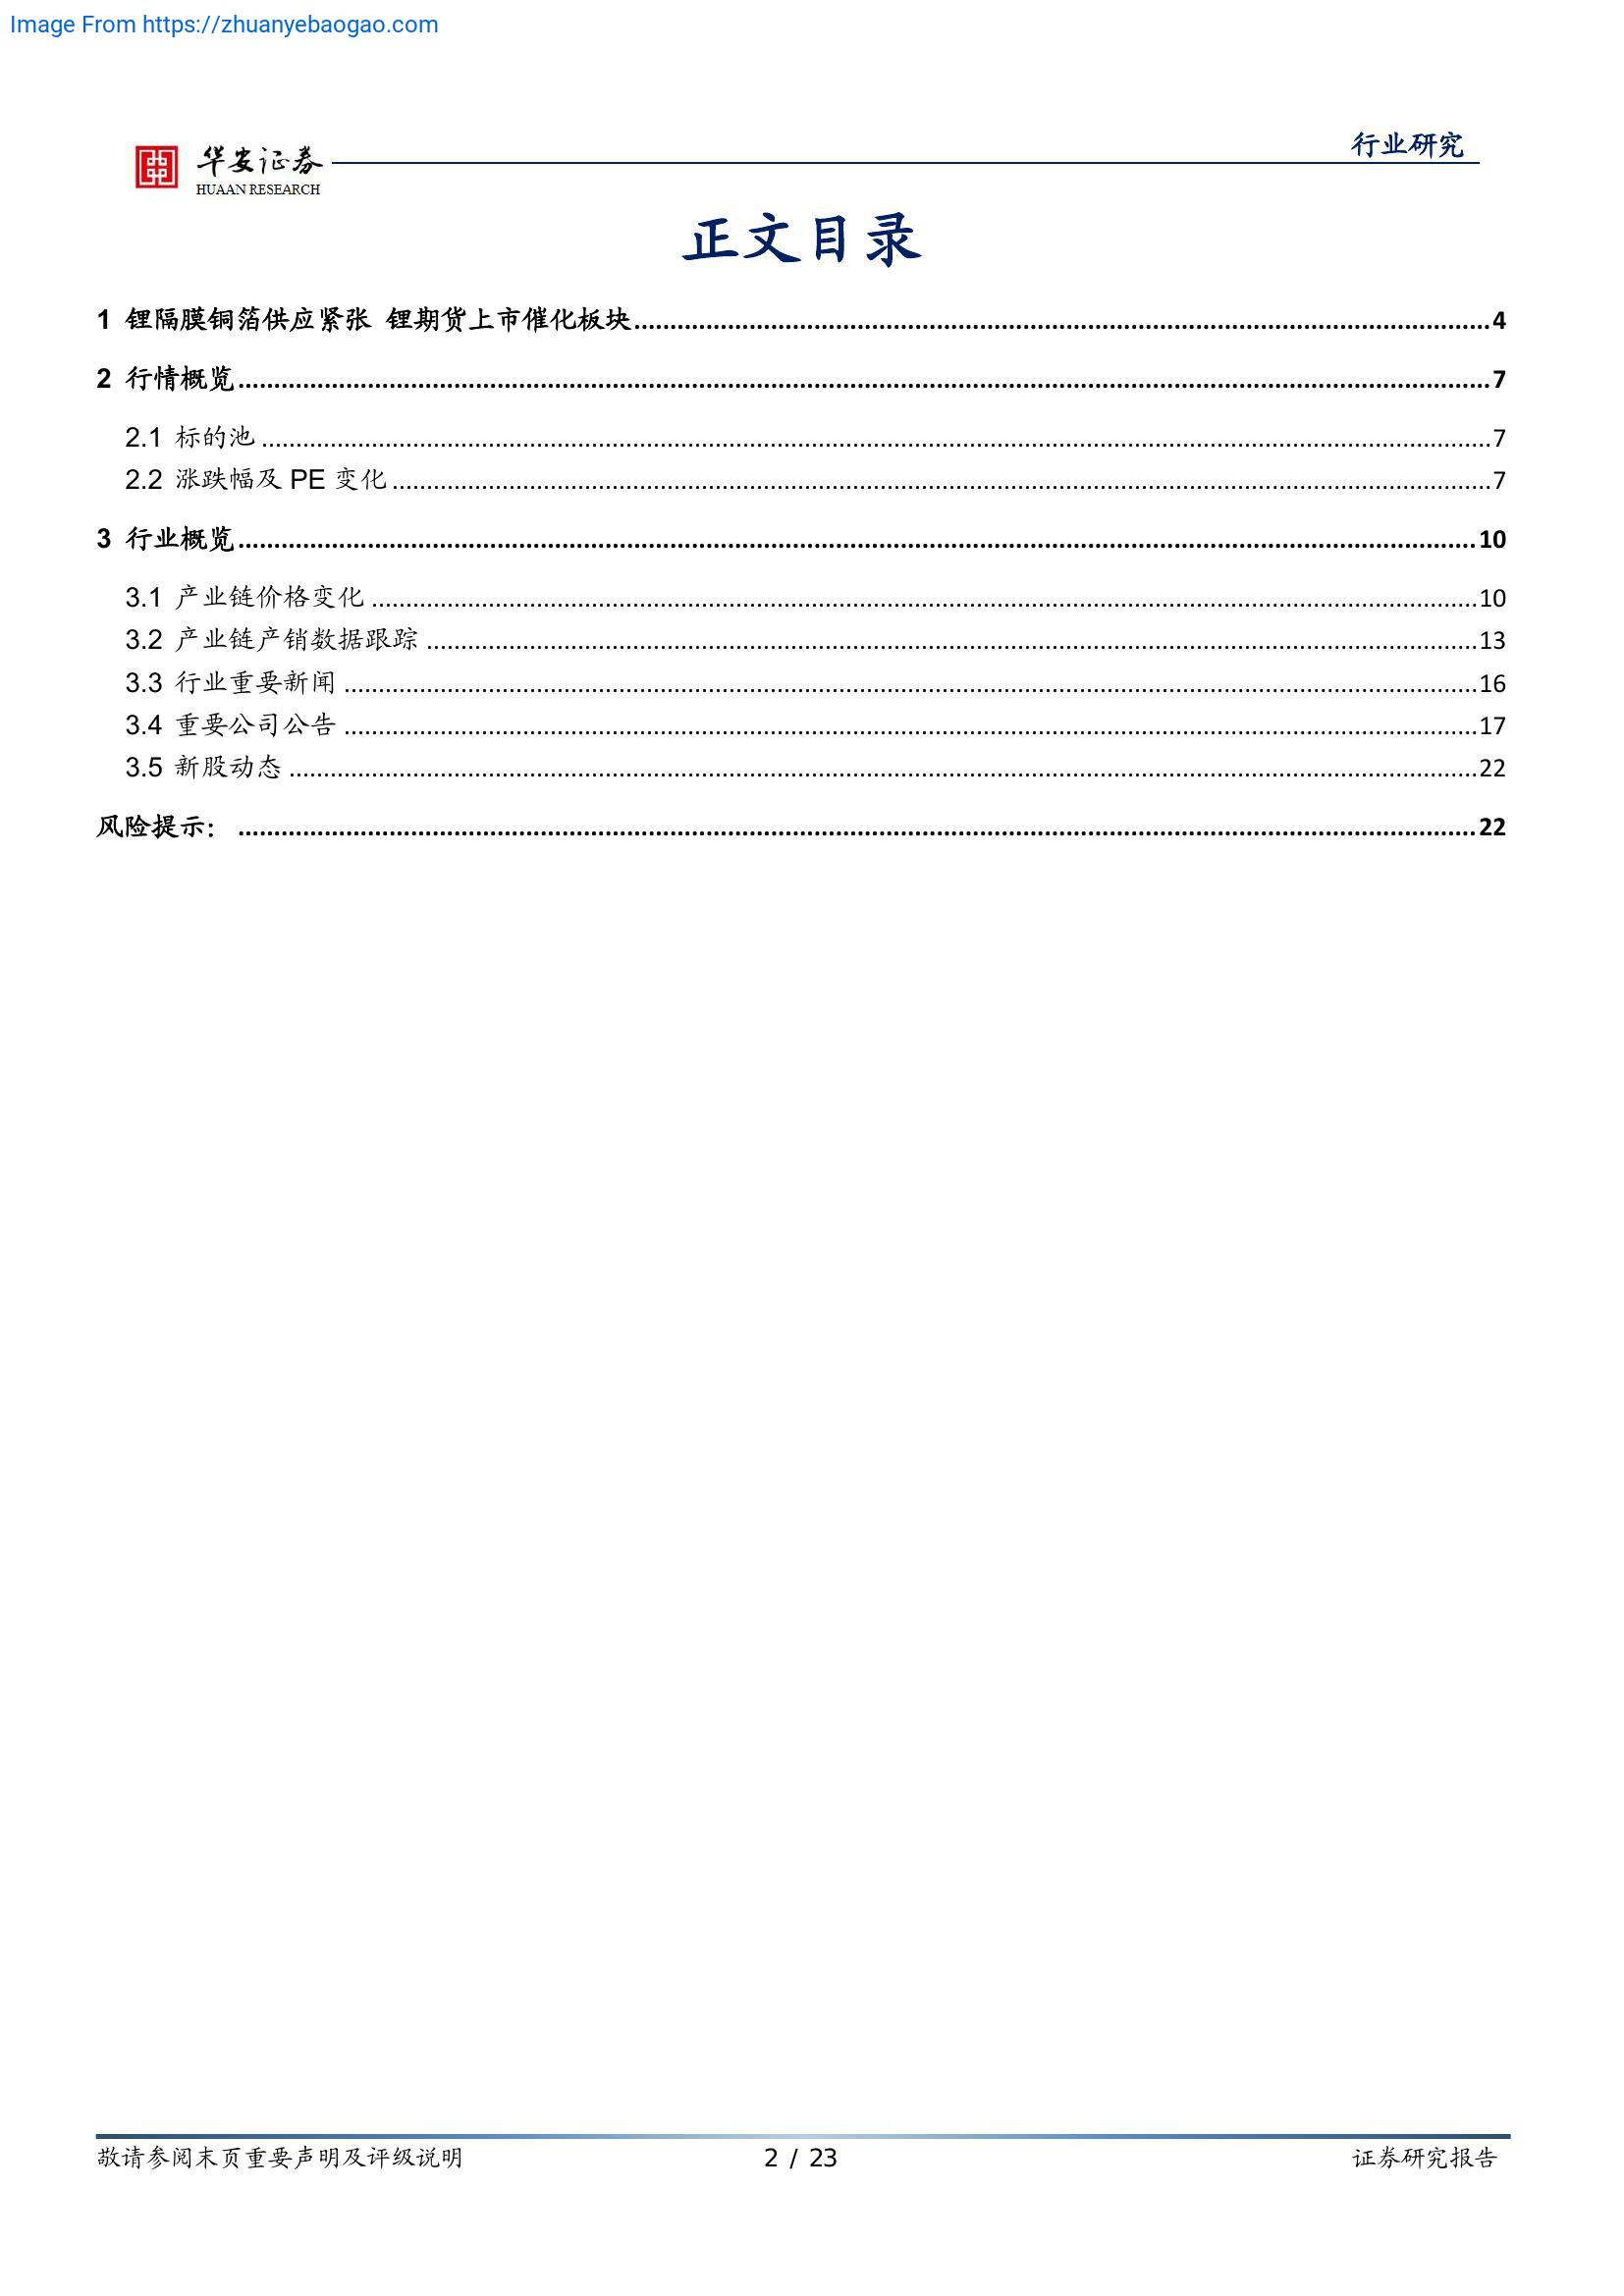 Image From https://zhuanyebaogao.com
行业研究
华安证券
HUAAN RESEARCH
正文目录
1 锂隔膜铜箔供应紧张 锂期货上市催化板块........................................4
2 行情概览........................................7
2.1 标的池........................................7
2.2 涨跌幅及 PE 变化........................................7
3 行业概览........................................10
3.1 产业链价格变化........................................10
3.2 产业链产销数据跟踪........................................13
3.3 行业重要新闻........................................16
3.4 重要公司公告........................................17
3.5 新股动态........................................22
风险提示：........................................22
敬请参阅末页重要声明及评级说明 2 / 23 证券研究报告